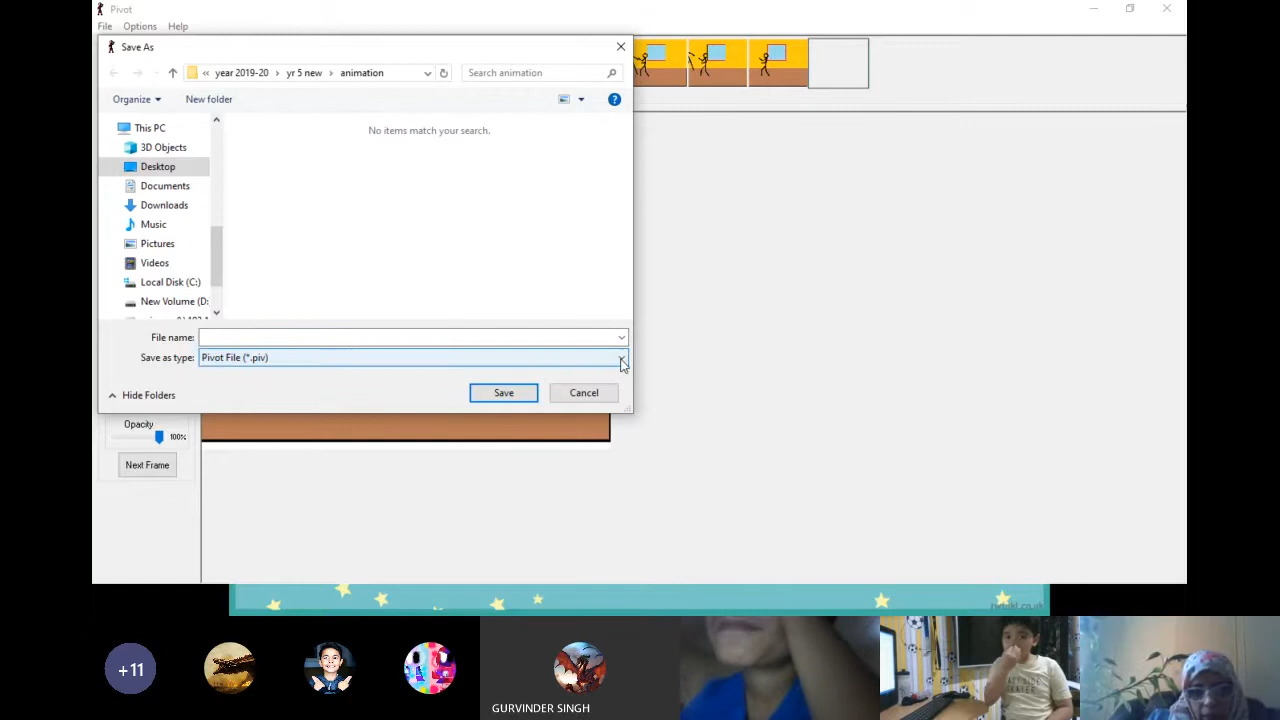 Pivot
File Options Help
Save As
« year 2019-20 › yr 5 new › animation
Search animation
Organize
New folder
This PC
No items match your search.
3D Objects
Desktop
Documents
Downloads
Music
Pictures
Videos
Local Disk (C:)
New Volume (D:
File name:
Save as type: Pivot File (*.piv)
Hide Folders
Save
Cancel
Opacity
100%
Next Frame
+11
GURVINDER SINGH